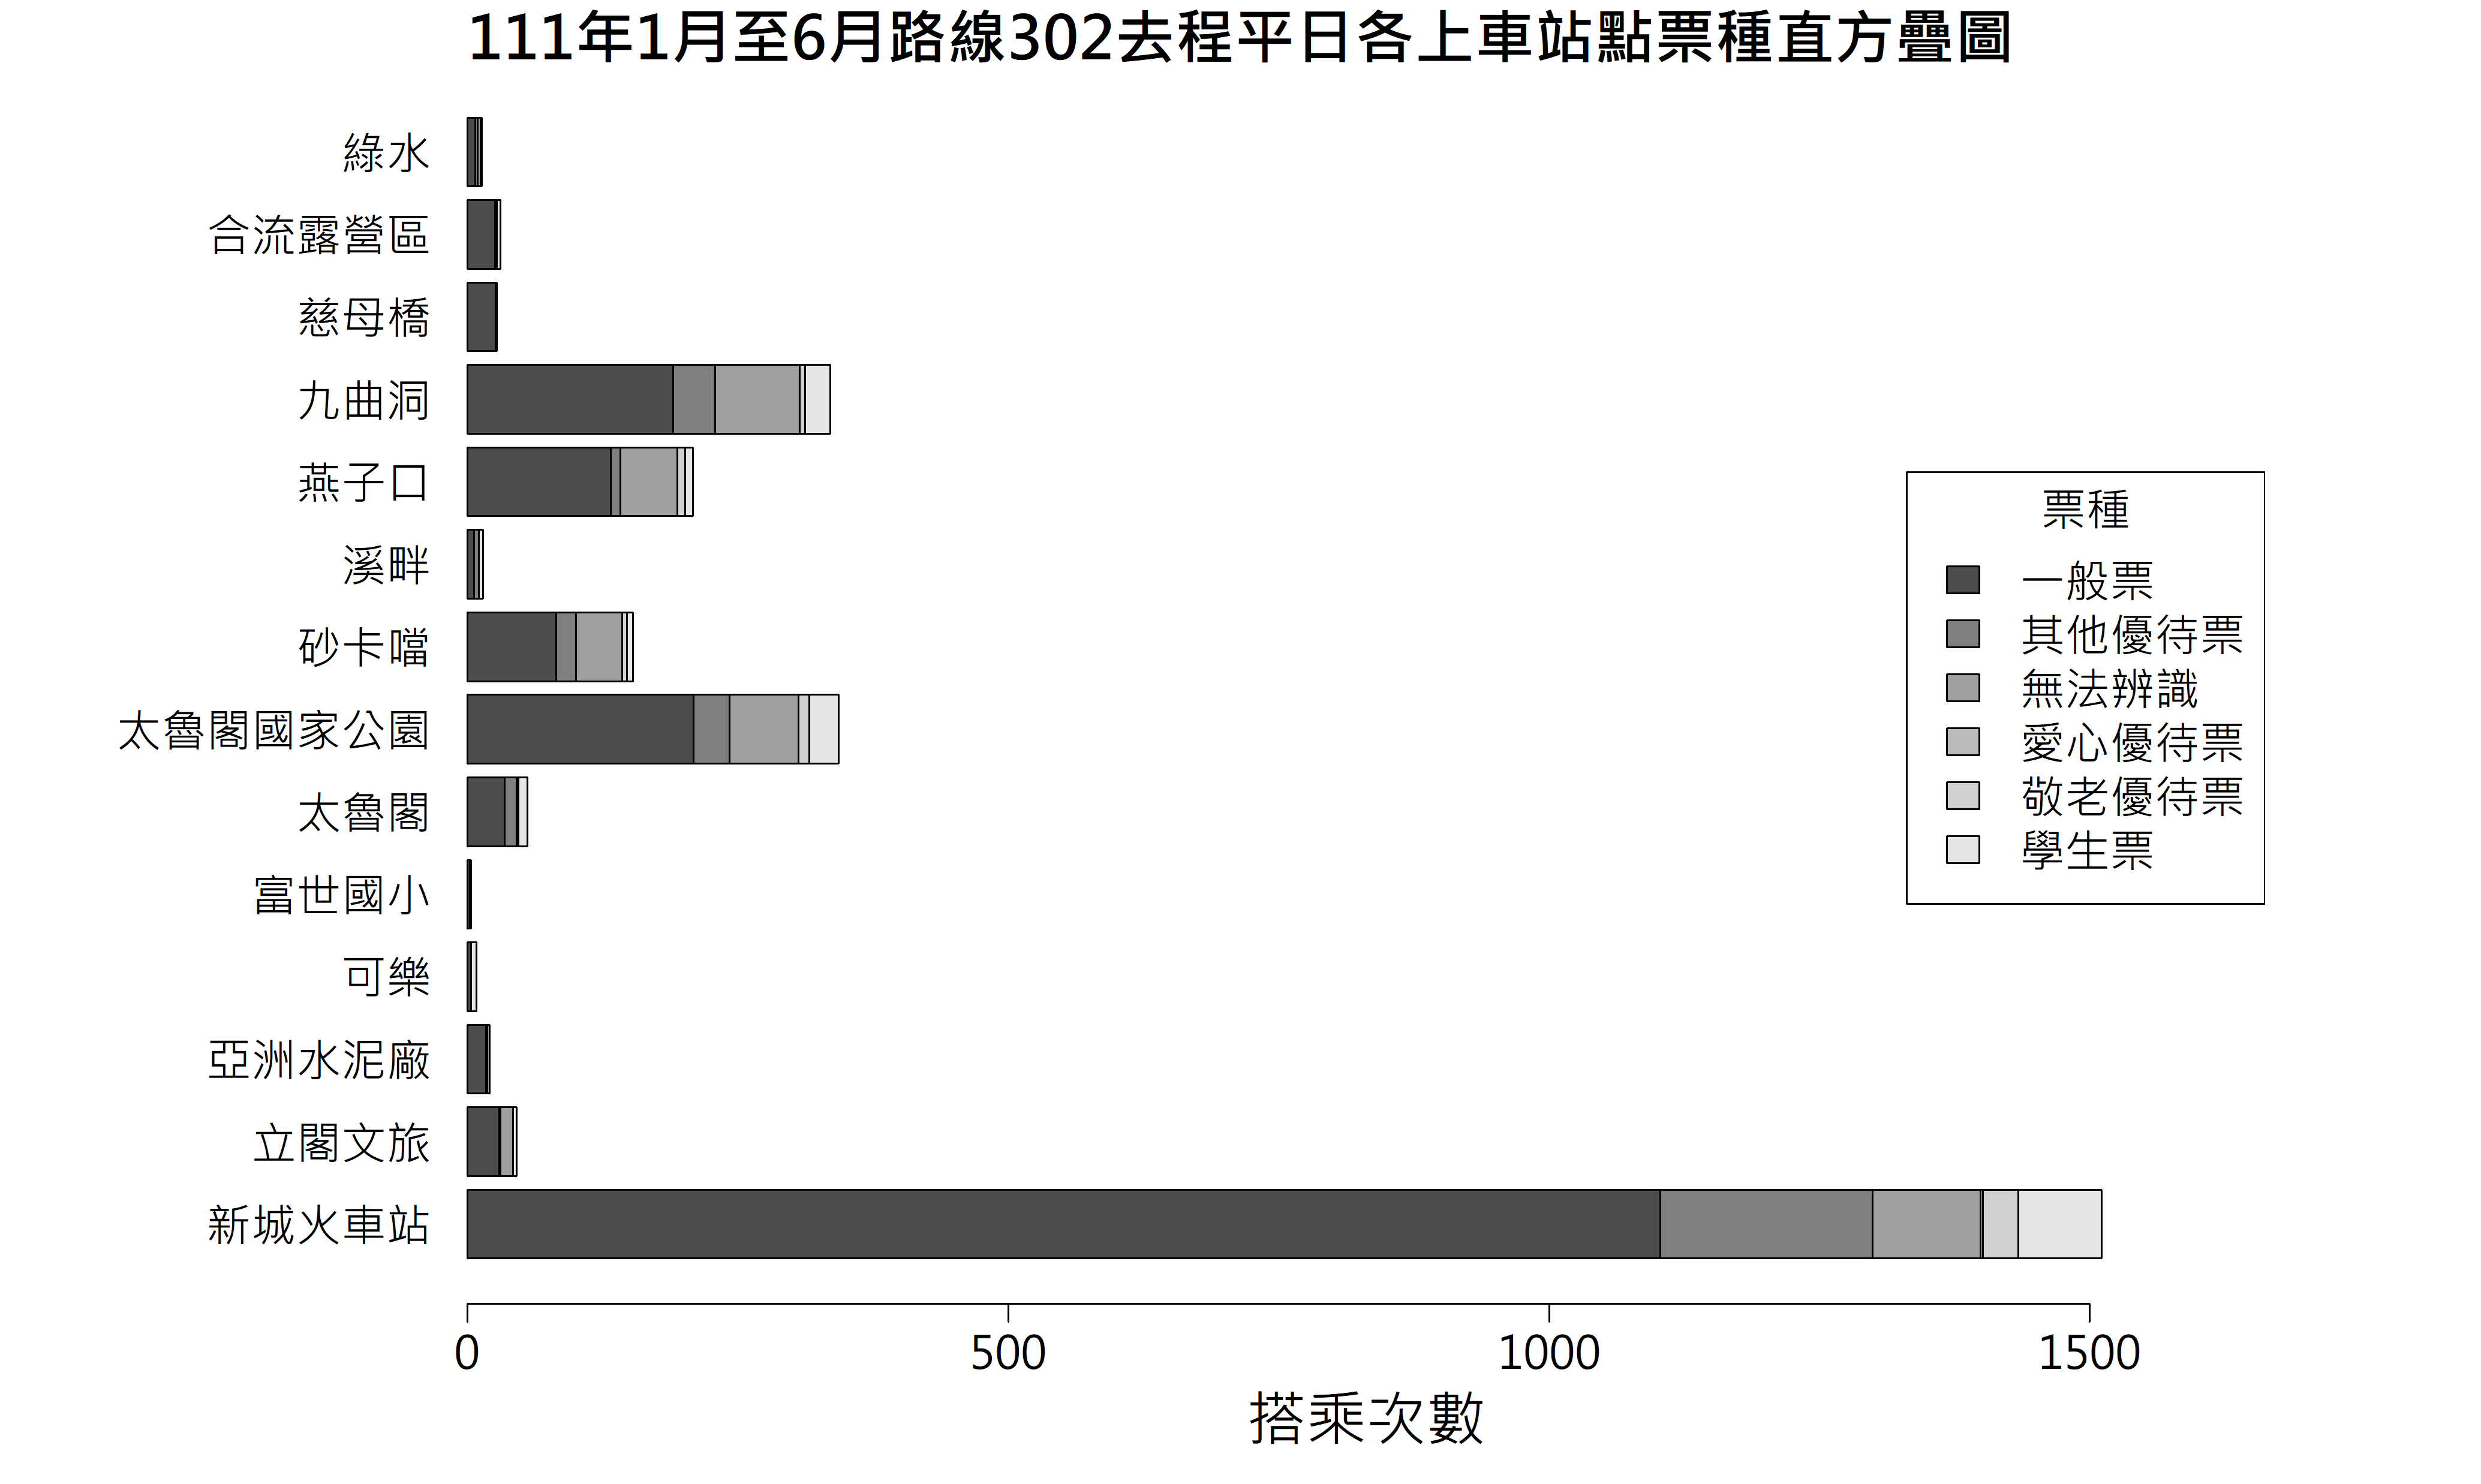 111年1月至6月路線302去程平日各上車站點票種直方疊圖
綠水
合流露營區
慈母橋
九曲洞
燕子口
溪畔
砂卡噹
太魯閣國家公園
太魯閣
富世國小
可樂
亞洲水泥廠
立閣文旅
新城火車站
票種
一般票
其他優待票
無法辨識
愛心優待票
敬老優待票
學生票
0 500 1000 1500
搭乘次數